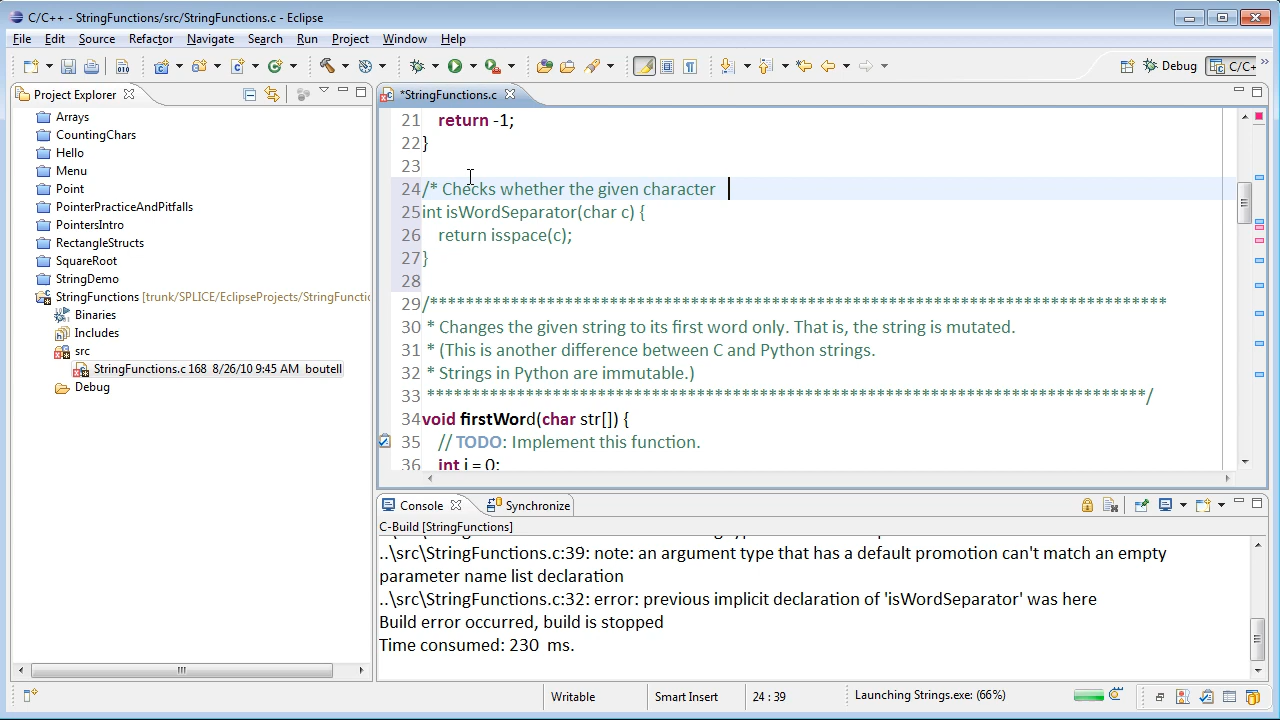 C/C++ - StringFunctions/src/StringFunctions.c - Eclipse
File Edit Source Refactor Navigate Search Run Project Window Help
Debug C/C++
Project Explorer
*StringFunctions.c
Arrays
CountingChars
Hello
Menu
Point
PointerPracticeAndPitfalls
PointersIntro
RectangleStructs
SquareRoot
StringDemo
StringFunctions [trunk/SPLICE/EclipseProjects/StringFunctio
Binaries
Includes
src
StringFunctions.c 168 8/26/10 9:45 AM boutell
Debug
21 return -1;
22 }
23
24 /* Checks whether the given character
25 int isWordSeparator(char c) {
26 return isspace(c);
27 }
28
29 /********************************************************************************
30 * Changes the given string to its first word only. That is, the string is mutated.
31 * (This is another difference between C and Python strings.
32 * Strings in Python are immutable.)
33 ********************************************************************************/
34 void firstWord(char str[]) {
35 // TODO: Implement this function.
36 int i = 0;
Console Synchronize
C-Build [StringFunctions]
..\src\StringFunctions.c:39: note: an argument type that has a default promotion can't match an empty
parameter name list declaration
..\src\StringFunctions.c:32: error: previous implicit declaration of 'isWordSeparator' was here
Build error occurred, build is stopped
Time consumed: 230 ms.
Writable Smart Insert 24 : 39 Launching Strings.exe: (66%)